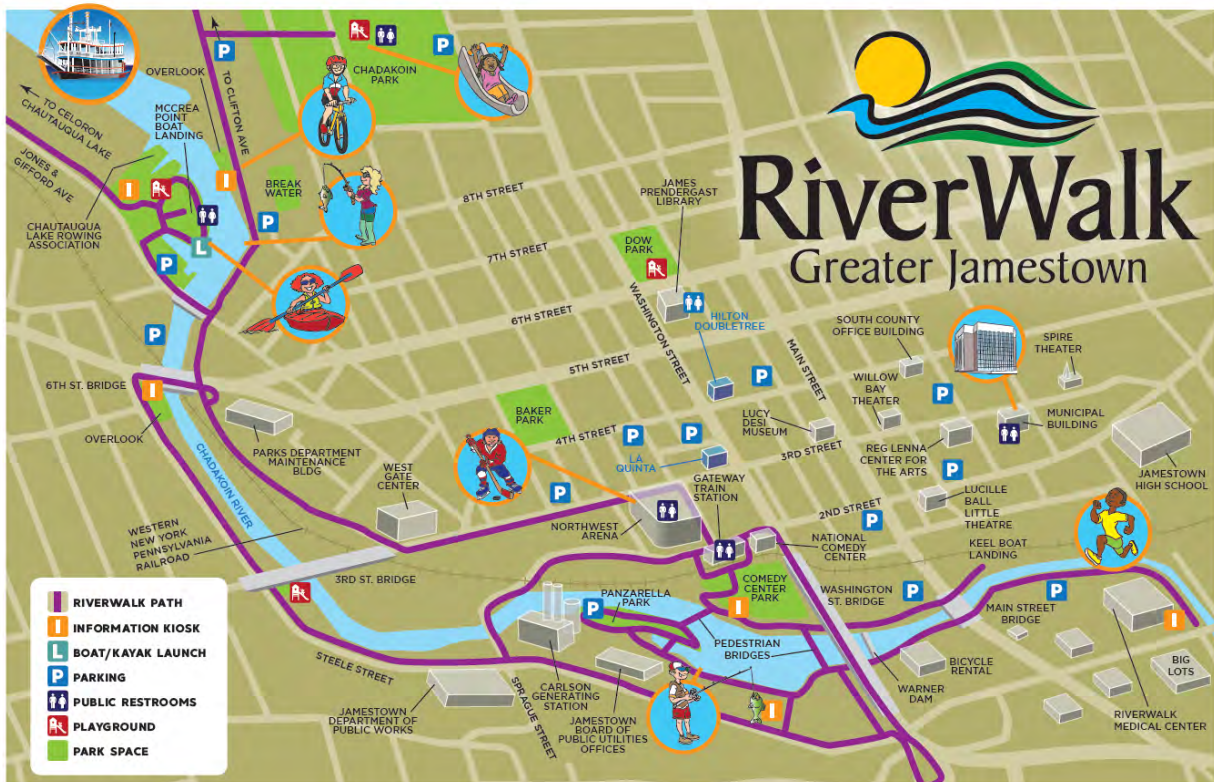 OVERLOOK
TO CLIFTON AVE
TO CELORON
CHAUTAUQUA LAKE
MCCREA
POINT
BOAT
LANDING
JONES &
GIFFORD AVE
CHAUTAUQUA
LAKE ROWING
ASSOCIATION
BREAK
WATER
CHADAKOIN
PARK
P
P
P
P
P
I
I
L
8TH STREET
7TH STREET
6TH STREET
5TH STREET
4TH STREET
3RD STREET
2ND STREET
JAMES
PRENDERGAST
LIBRARY
DOW
PARK
WASHINGTON STREET
MAIN STREET
HILTON
DOUBLETREE
RiverWalk
Greater Jamestown
SOUTH COUNTY
OFFICE BUILDING
SPIRE
THEATER
WILLOW
BAY
THEATER
MUNICIPAL
BUILDING
LUCY
DESI
MUSEUM
REG LENNA
CENTER FOR
THE ARTS
JAMESTOWN
HIGH SCHOOL
LUCILLE
BALL
LITTLE
THEATRE
P
P
P
P
P
P
P
6TH ST. BRIDGE
I
OVERLOOK
PARKS DEPARTMENT
MAINTENANCE
BLDG
CHADAKOIN RIVER
WEST
GATE
CENTER
BAKER
PARK
LA
QUINTA
GATEWAY
TRAIN
STATION
NORTHWEST
ARENA
NATIONAL
COMEDY
CENTER
KEEL BOAT
LANDING
WESTERN
NEW YORK
PENNSYLVANIA
RAILROAD
3RD ST. BRIDGE
PANZARELLA
PARK
COMEDY
CENTER
PARK
WASHINGTON
ST. BRIDGE
MAIN STREET
BRIDGE
P
P
P
I
I
I
PEDESTRIAN
BRIDGES
STEELE STREET
SPRAGUE STREET
CARLSON
GENERATING
STATION
JAMESTOWN
DEPARTMENT OF
PUBLIC WORKS
JAMESTOWN
BOARD OF
PUBLIC UTILITIES
OFFICES
WARNER
DAM
BICYCLE
RENTAL
BIG
LOTS
RIVERWALK
MEDICAL CENTER
RIVERWALK PATH
I INFORMATION KIOSK
L BOAT/KAYAK LAUNCH
P PARKING
PUBLIC RESTROOMS
PLAYGROUND
PARK SPACE